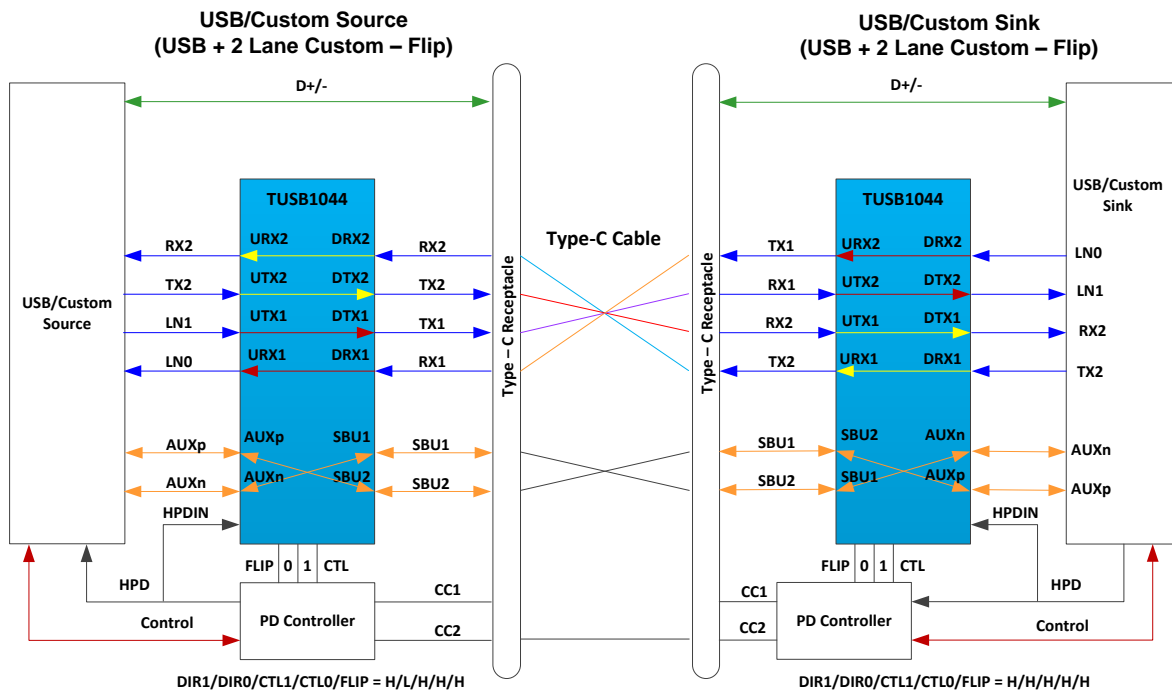 USB/Custom Source
(USB + 2 Lane Custom – Flip)
USB/Custom Sink
(USB + 2 Lane Custom – Flip)
D+/-
D+/-
TUSB1044
TUSB1044
USB/Custom
Source
USB/Custom
Sink
Type-C Cable
Type – C Receptacle
Type – C Receptacle
RX2 URX2 DRX2 RX2
TX2 UTX2 DTX2 TX2
LN1 UTX1 DTX1 TX1
LN0 URX1 DRX1 RX1
AUXp AUXp SBU1 SBU1
AUXn AUXn SBU2 SBU2
TX1 URX2 DRX2 LN0
RX1 UTX2 DTX2 LN1
RX2 UTX1 DTX1 RX2
TX2 URX1 DRX1 TX2
SBU1 SBU2 AUXn AUXn
SBU2 SBU1 AUXp AUXp
HPDIN
HPDIN
FLIP 0 1 CTL
FLIP 0 1 CTL
HPD
HPD
Control
Control
PD Controller
PD Controller
CC1
CC2
CC1
CC2
DIR1/DIR0/CTL1/CTL0/FLIP = H/L/H/H/H
DIR1/DIR0/CTL1/CTL0/FLIP = H/H/H/H/H